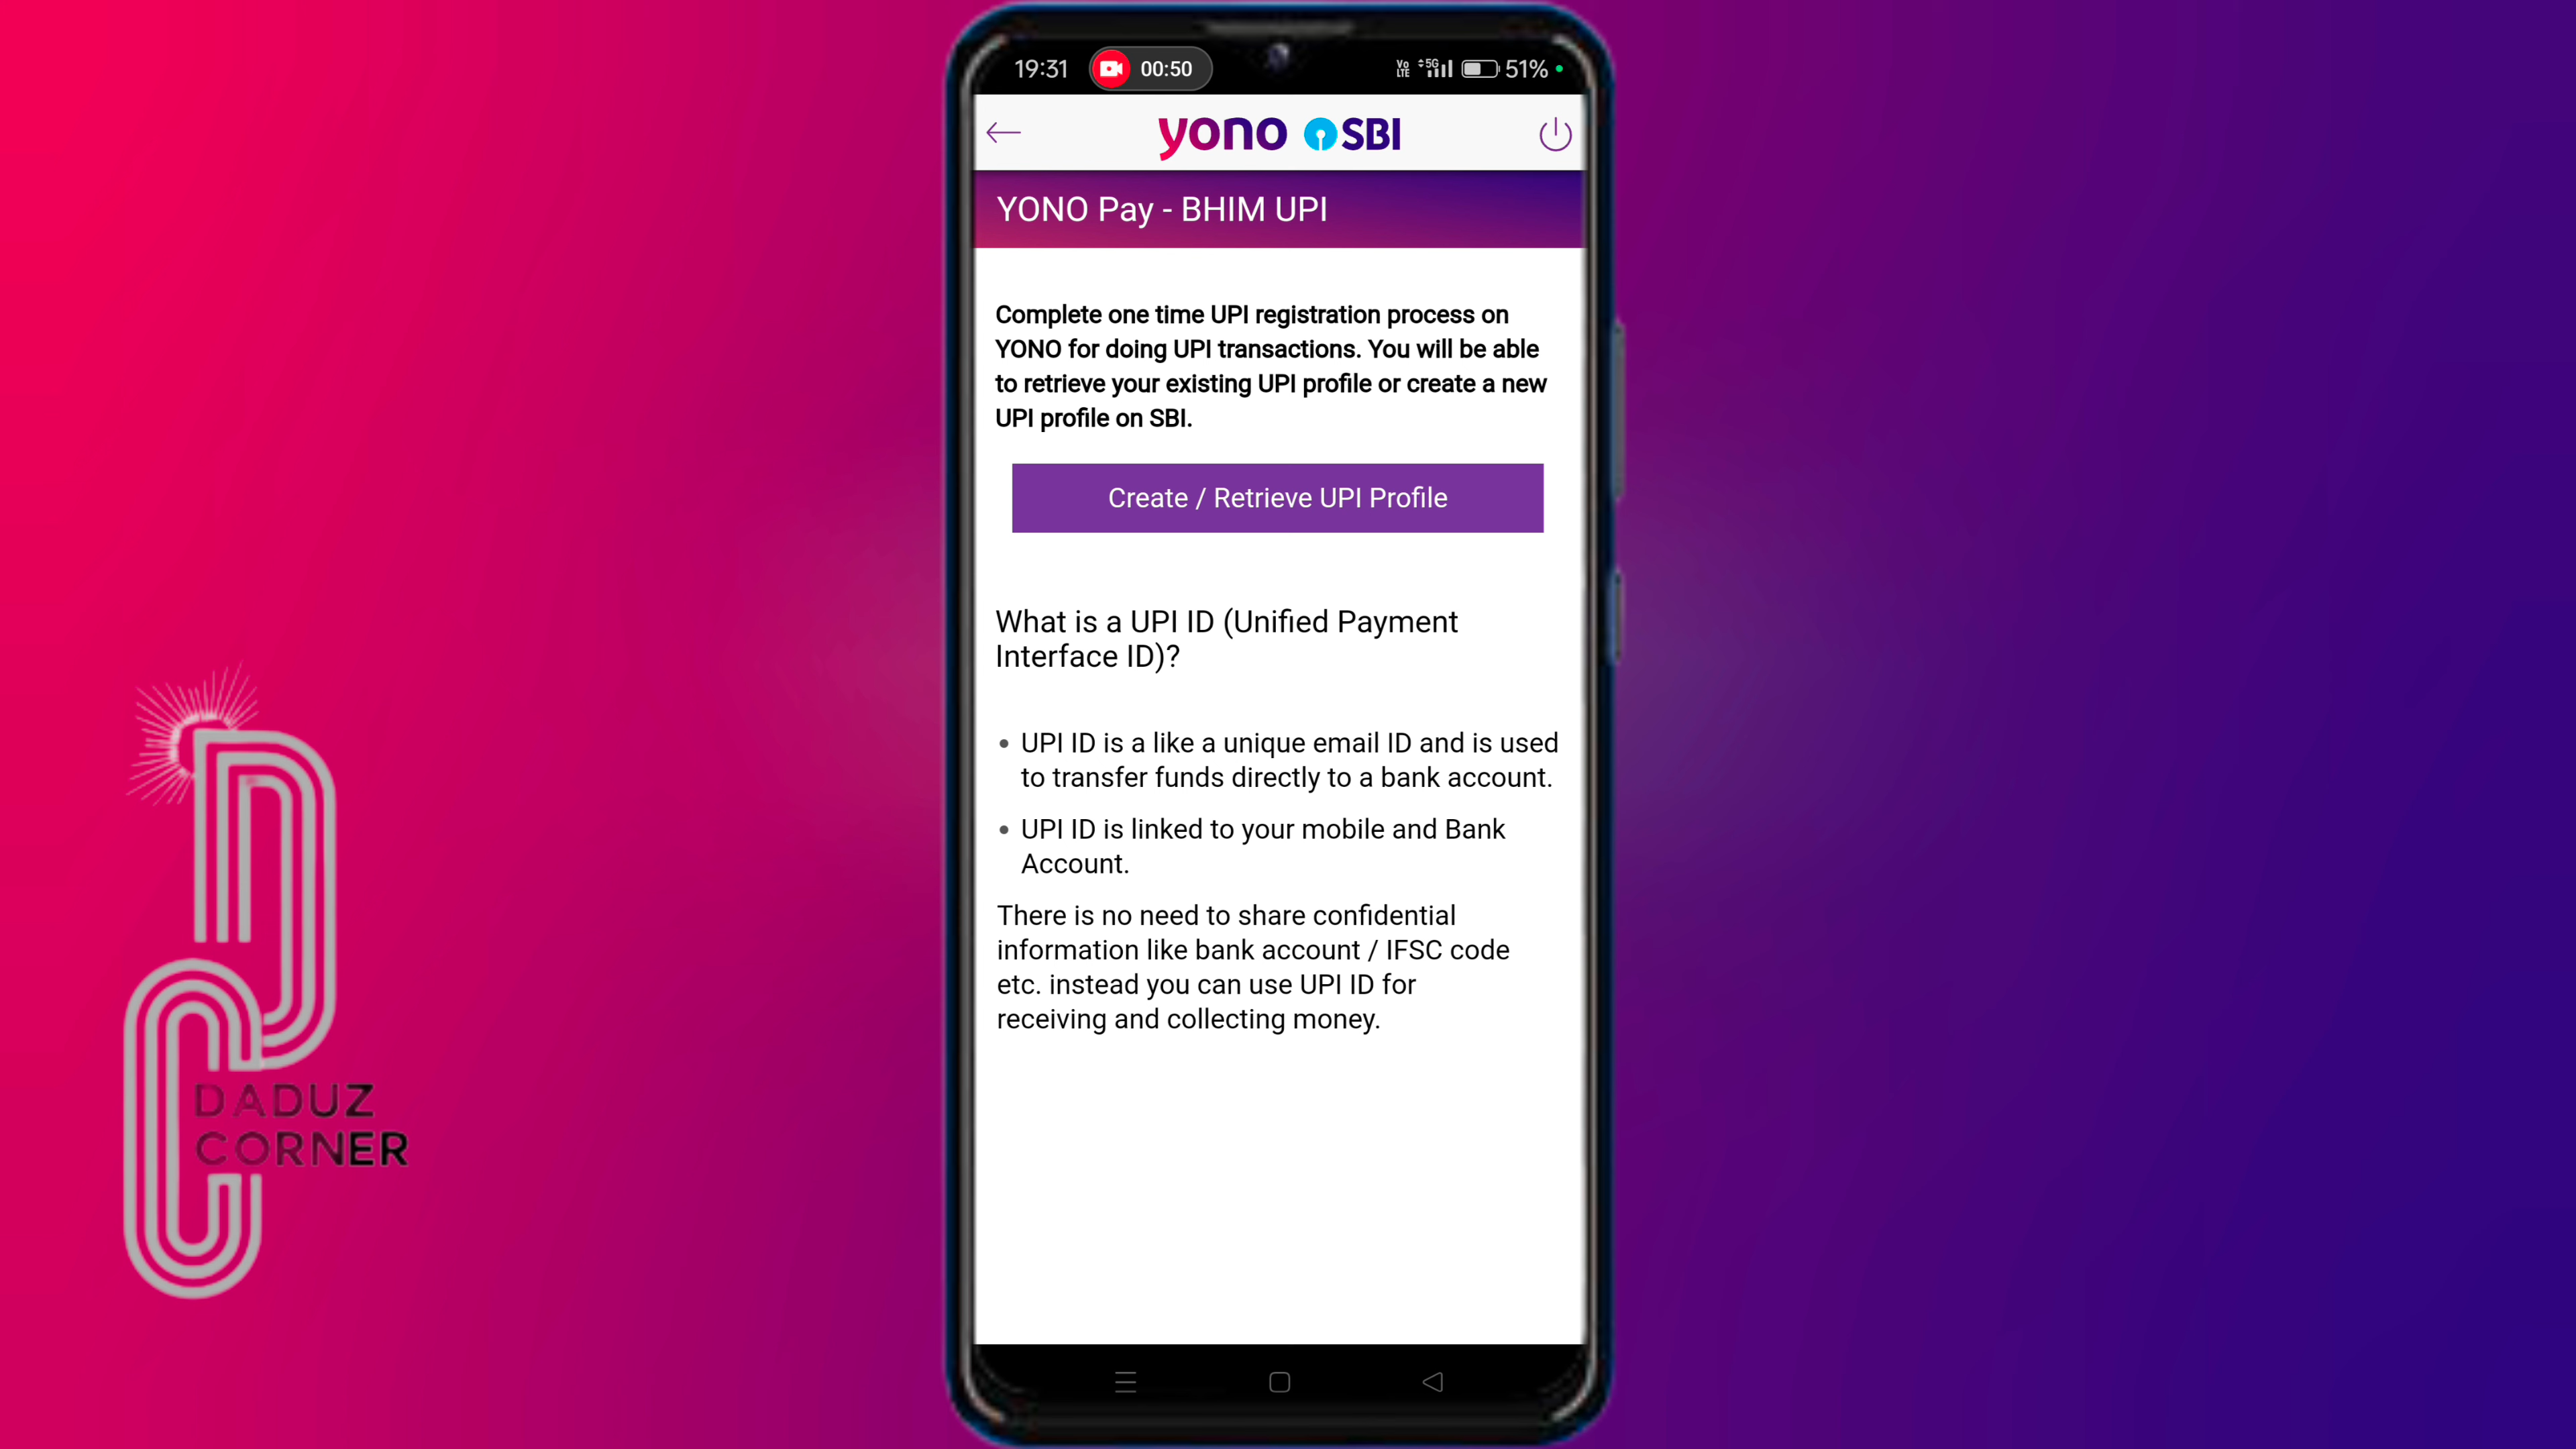 19:31 00:50 Vo LTE 5G 51%
yono SBI
YONO Pay - BHIM UPI
Complete one time UPI registration process on
YONO for doing UPI transactions. You will be able
to retrieve your existing UPI profile or create a new
UPI profile on SBI.
Create / Retrieve UPI Profile
What is a UPI ID (Unified Payment
Interface ID)?
• UPI ID is a like a unique email ID and is used
to transfer funds directly to a bank account.
• UPI ID is linked to your mobile and Bank
Account.
There is no need to share confidential
information like bank account / IFSC code
etc. instead you can use UPI ID for
receiving and collecting money.
DC
DADUZ
CORNER